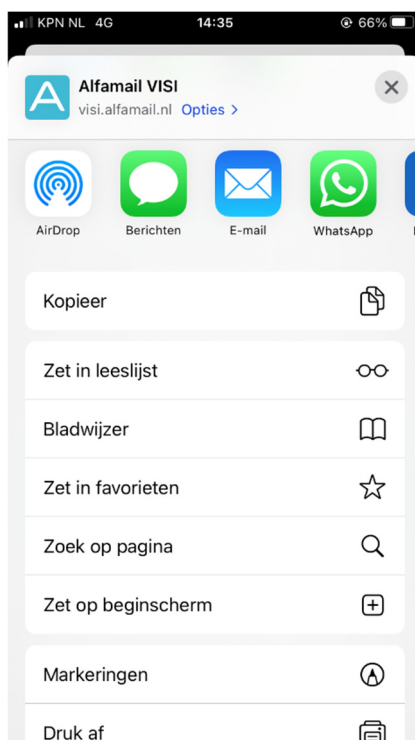 KPN NL 4G 14:35 66%
Alfamail VISI
visi.alfamail.nl Opties >
AirDrop Berichten E-mail WhatsApp
Kopieer
Zet in leeslijst
Bladwijzer
Zet in favorieten
Zoek op pagina
Zet op beginscherm
Markeringen
Druk af